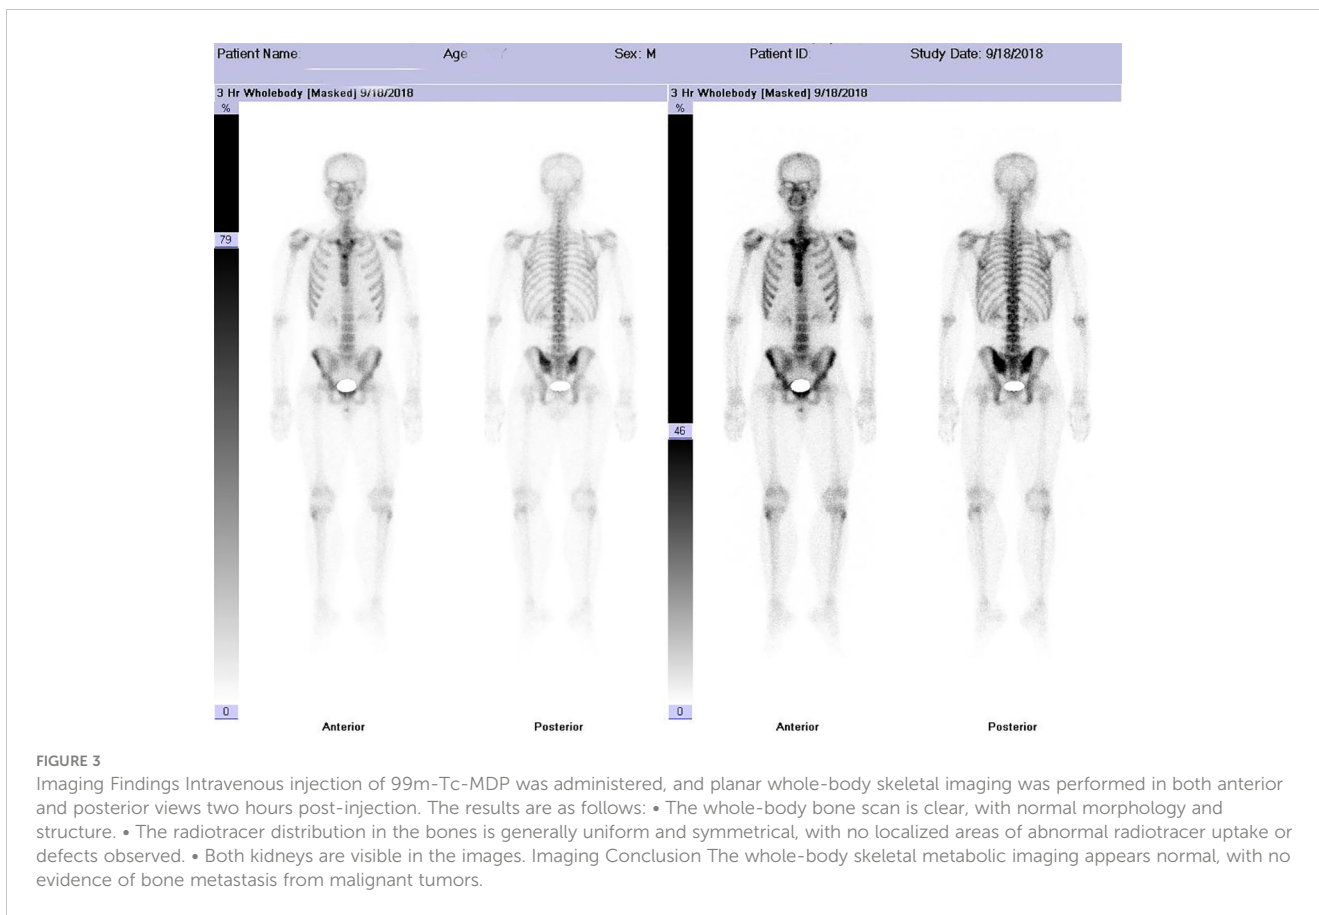 Patient Name: Age Sex: M Patient ID: Study Date: 9/18/2018
3 Hr Wholebody [Masked] 9/18/2018 3 Hr Wholebody [Masked] 9/18/2018
% %
79
46
0 0
Anterior Posterior Anterior Posterior
FIGURE 3
Imaging Findings Intravenous injection of 99m-Tc-MDP was administered, and planar whole-body skeletal imaging was performed in both anterior
and posterior views two hours post-injection. The results are as follows: • The whole-body bone scan is clear, with normal morphology and
structure. • The radiotracer distribution in the bones is generally uniform and symmetrical, with no localized areas of abnormal radiotracer uptake or
defects observed. • Both kidneys are visible in the images. Imaging Conclusion The whole-body skeletal metabolic imaging appears normal, with no
evidence of bone metastasis from malignant tumors.